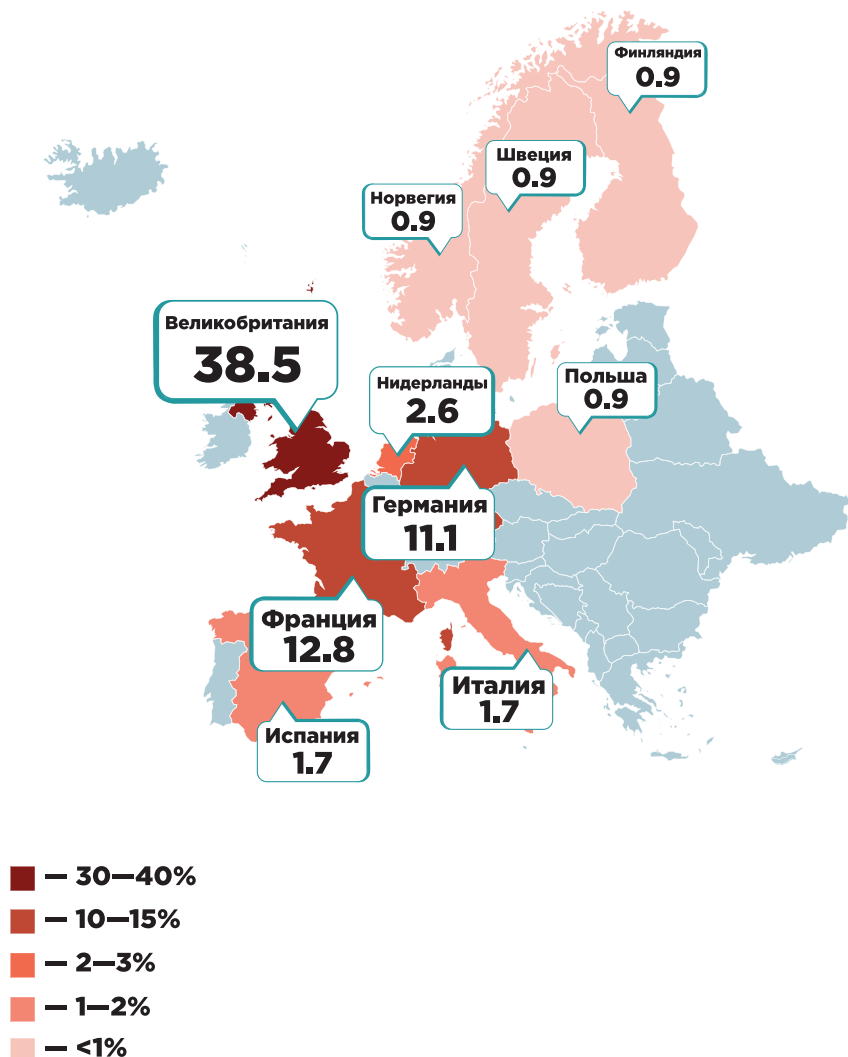 Финляндия
0.9
Швеция
0.9
Норвегия
0.9
Великобритания
38.5
Нидерланды
2.6
Польша
0.9
Германия
11.1
Франция
12.8
Италия
1.7
Испания
1.7
— 30—40%
— 10—15%
— 2—3%
— 1—2%
— <1%